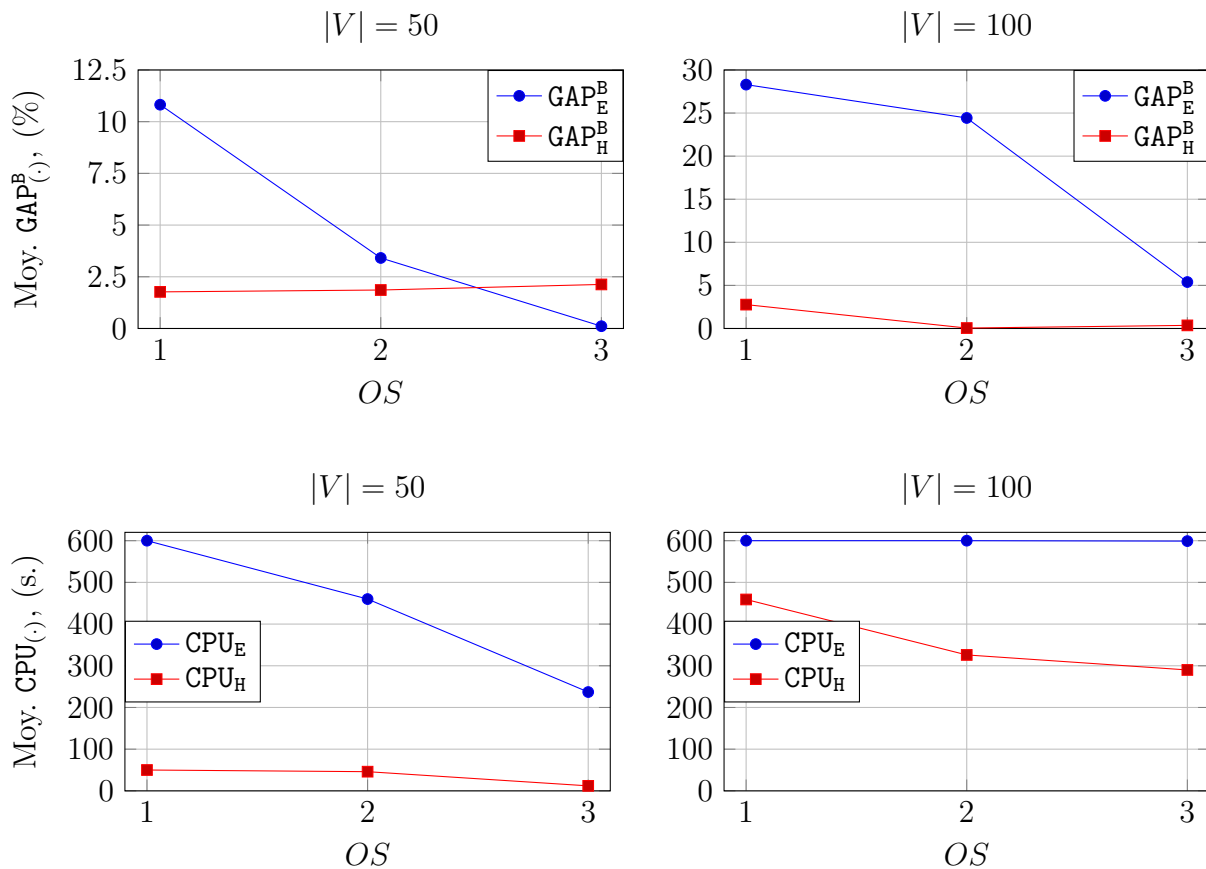 |V| = 50
12.5
10
7.5
5
2.5
0
1 2 3
OS
Moy. GAP^B_(·), (%)
GAP^B_E
GAP^B_H
|V| = 100
30
25
20
15
10
5
0
1 2 3
OS
GAP^B_E
GAP^B_H
|V| = 50
600
500
400
300
200
100
0
1 2 3
OS
Moy. CPU_(·), (s.)
CPU_E
CPU_H
|V| = 100
600
500
400
300
200
100
0
1 2 3
OS
CPU_E
CPU_H